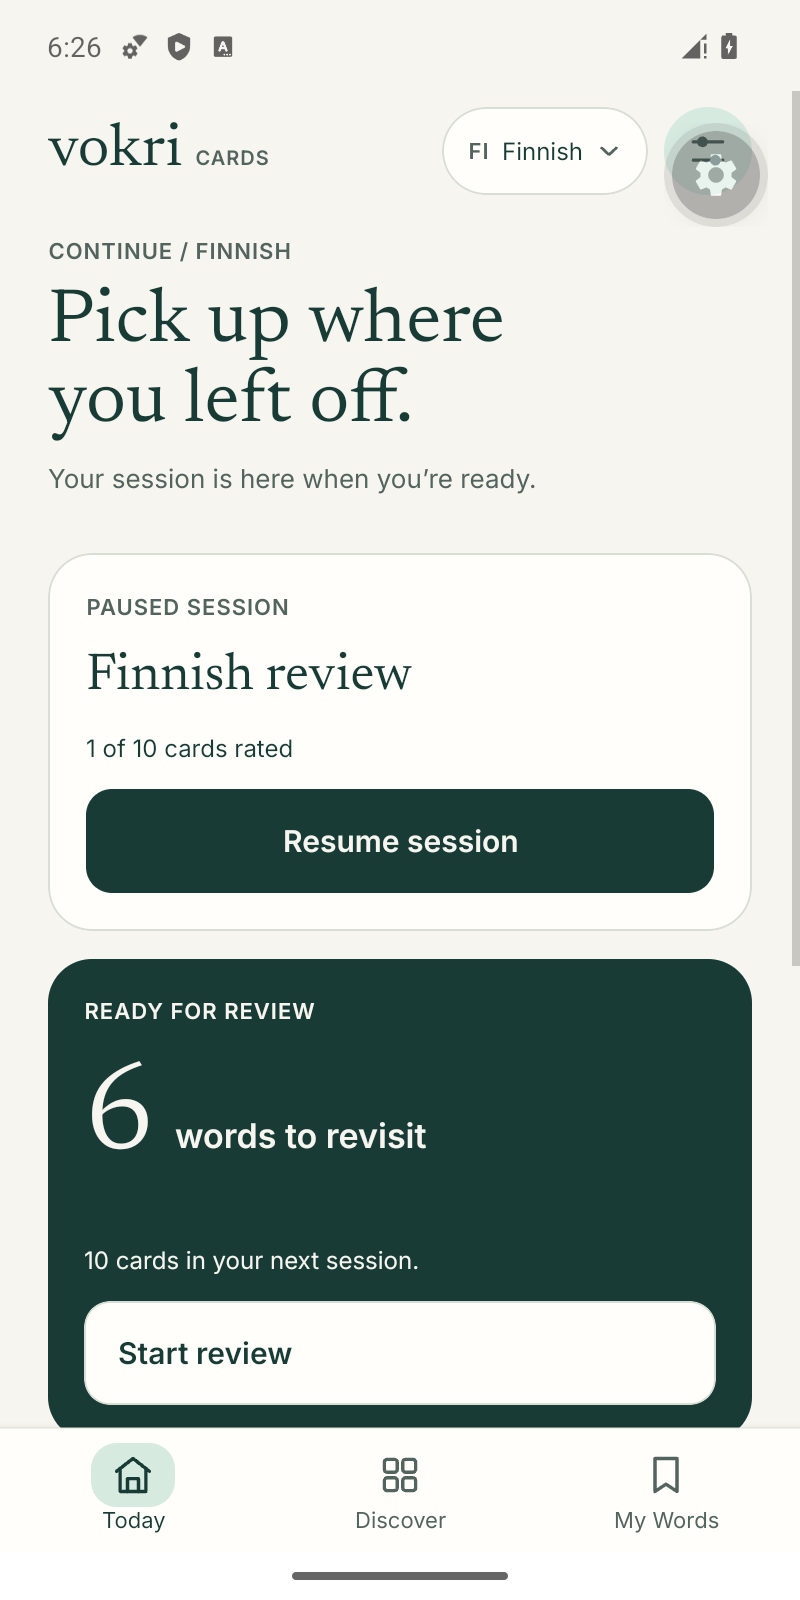 6:26
vokri CARDS
FI Finnish
CONTINUE / FINNISH
Pick up where
you left off.
Your session is here when you’re ready.
PAUSED SESSION
Finnish review
1 of 10 cards rated
Resume session
READY FOR REVIEW
6 words to revisit
10 cards in your next session.
Start review
Today
Discover
My Words